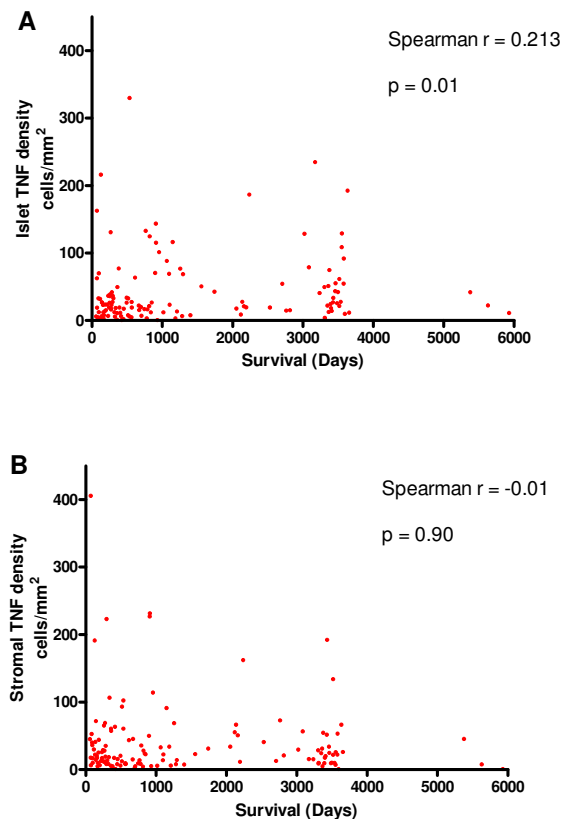 A
Spearman r = 0.213
p = 0.01
Islet TNF density
cells/mm²
400
300
200
100
0
0 1000 2000 3000 4000 5000 6000
Survival (Days)
B
Spearman r = -0.01
p = 0.90
Stromal TNF density
cells/mm²
400
300
200
100
0
0 1000 2000 3000 4000 5000 6000
Survival (Days)